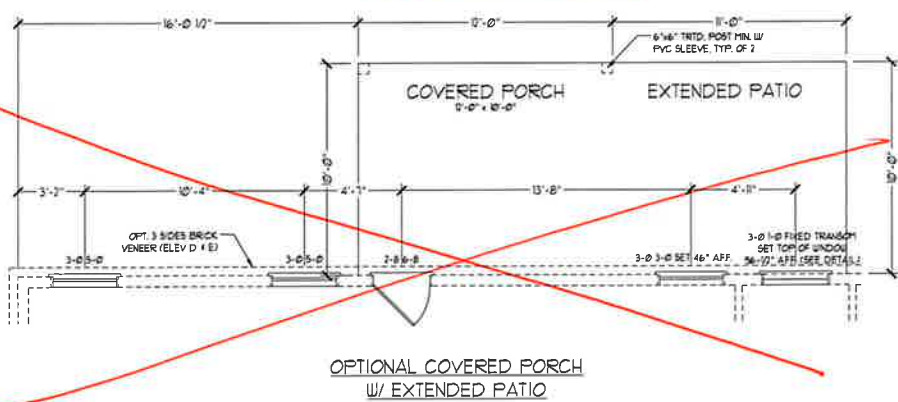 16'-0 1/2"
12'-0"
11'-0"
6"x6" TRTD. POST MIN. W/
PVC SLEEVE, TYP. OF 2
COVERED PORCH
12'-0" x 10'-0"
EXTENDED PATIO
10'-0"
10'-0"
3'-2"
10'-4"
4'-7"
13'-8"
4'-11"
OPT. 3 SIDES BRICK
VENEER (ELEV D & E)
3-0 1-0 FIXED TRANSOM
SET TOP OF WINDOW
AFF (SEE DETAIL)
3-0 5-0
3-0 5-0
2-8 6-8
3-0 3-0 SET 46" AFF.
OPTIONAL COVERED PORCH
W/ EXTENDED PATIO